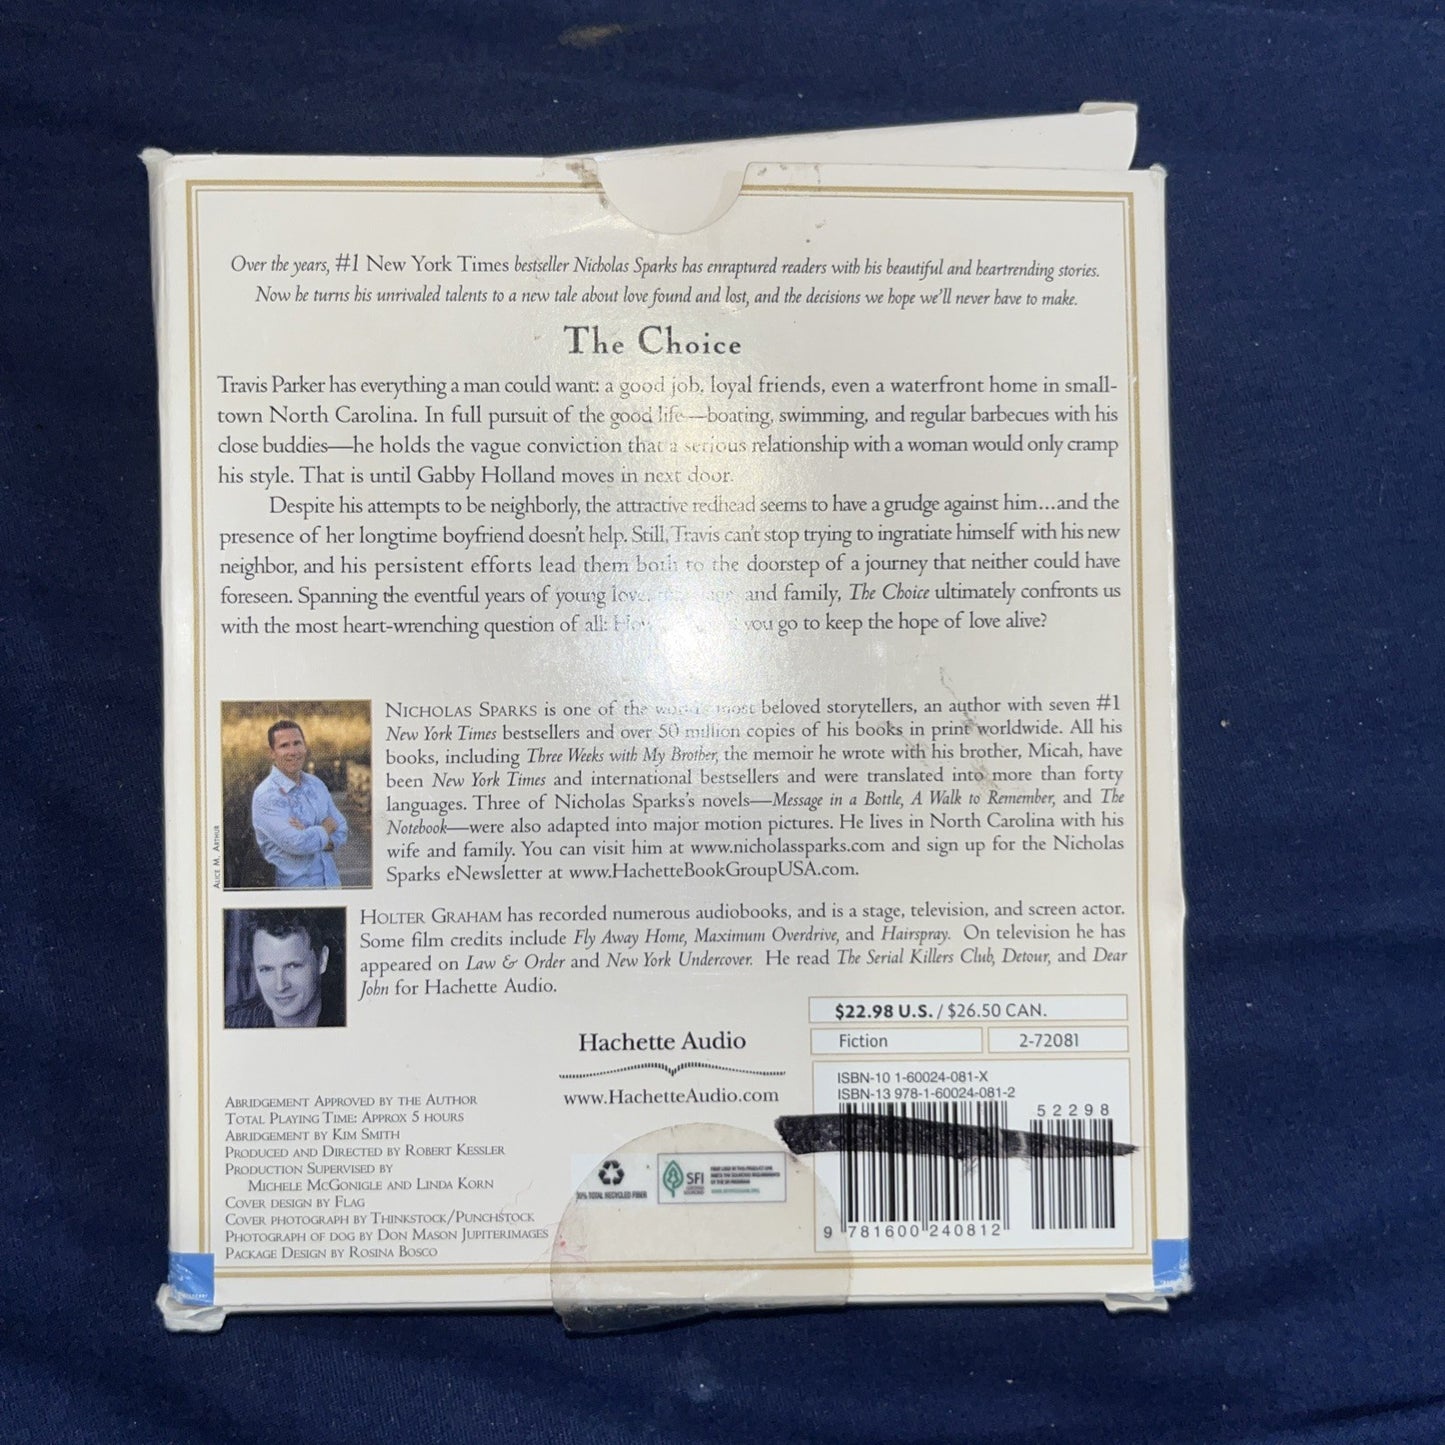 Over the years, #1 New York Times bestseller Nicholas Sparks has enraptured readers with his beautiful and heartrending stories.
Now he turns his unrivaled talents to a new tale about love found and lost, and the decisions we hope we'll never have to make.
The Choice
Travis Parker has everything a man could want: a good job, loyal friends, even a waterfront home in small-
town North Carolina. In full pursuit of the good life—boating, swimming, and regular barbecues with his
close buddies—he holds the vague conviction that a serious relationship with a woman would only cramp
his style. That is until Gabby Holland moves in next door.
Despite his attempts to be neighborly, the attractive redhead seems to have a grudge against him...and the
presence of her longtime boyfriend doesn't help. Still, Travis can't stop trying to ingratiate himself with his new
neighbor, and his persistent efforts lead them both to the doorstep of a journey that neither could have
foreseen. Spanning the eventful years of young love, and family, The Choice ultimately confronts us
with the most heart-wrenching question of all: you go to keep the hope of love alive?
NICHOLAS SPARKS is one of the world's most beloved storytellers, an author with seven #1
New York Times bestsellers and over 50 million copies of his books in print worldwide. All his
books, including Three Weeks with My Brother, the memoir he wrote with his brother, Micah, have
been New York Times and international bestsellers and were translated into more than forty
languages. Three of Nicholas Sparks's novels—Message in a Bottle, A Walk to Remember, and The
Notebook—were also adapted into major motion pictures. He lives in North Carolina with his
wife and family. You can visit him at www.nicholassparks.com and sign up for the Nicholas
Sparks eNewsletter at www.HachetteBookGroupUSA.com.
ALICE M. ARTHUR
HOLTER GRAHAM has recorded numerous audiobooks, and is a stage, television, and screen actor.
Some film credits include Fly Away Home, Maximum Overdrive, and Hairspray. On television he has
appeared on Law & Order and New York Undercover. He read The Serial Killers Club, Detour, and Dear
John for Hachette Audio.
Hachette Audio
www.HachetteAudio.com
$22.98 U.S. / $26.50 CAN.
Fiction
2-72081
ISBN-10 1-60024-081-X
ISBN-13 978-1-60024-081-2
52298
9 781600 240812
ABRIDGEMENT APPROVED BY THE AUTHOR
TOTAL PLAYING TIME: APPROX 5 HOURS
ABRIDGEMENT BY KIM SMITH
PRODUCED AND DIRECTED BY ROBERT KESSLER
PRODUCTION SUPERVISED BY
MICHELE MCGONIGLE AND LINDA KORN
COVER DESIGN BY FLAG
COVER PHOTOGRAPH BY THINKSTOCK/PUNCHSTOCK
PHOTOGRAPH OF DOG BY DON MASON JUPITERIMAGES
PACKAGE DESIGN BY ROSINA BOSCO
TOTAL RECYCLED FIBER
SFI